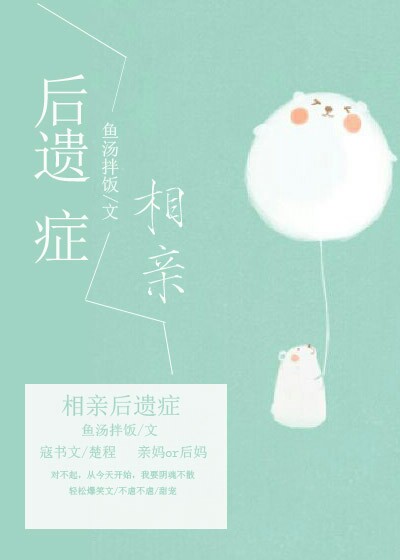 后遗症
鱼汤拌饭/文
相亲
相亲后遗症
鱼汤拌饭/文
寇书文/楚程 亲妈or后妈
对不起，从今天开始，我要阴魂不散
轻松爆笑文/不虐不虐/甜宠